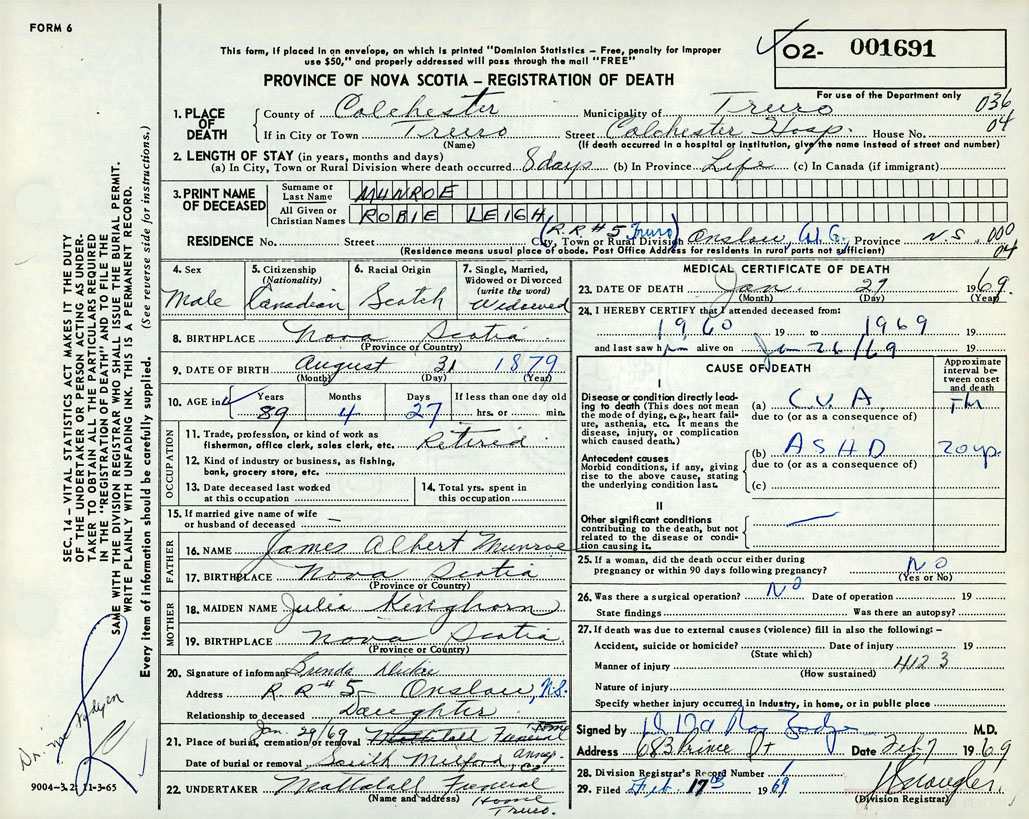 FORM 6
This form, if placed in an envelope, on which is printed "Dominion Statistics – Free, penalty for improper
use $50," and properly addressed will pass through the mail "FREE"
02- 001691
PROVINCE OF NOVA SCOTIA – REGISTRATION OF DEATH
For use of the Department only
036
04
1. PLACE OF DEATH
County of Colchester Municipality of Truro
If in City or Town Truro Street Colchester Hosp. House No.
(Name) (If death occurred in a hospital or institution, give the name instead of street and number)
2. LENGTH OF STAY (in years, months and days)
(a) In City, Town or Rural Division where death occurred 8 days (b) In Province Life (c) In Canada (if immigrant)
3. PRINT NAME OF DECEASED
Surname or Last Name MUNROE
All Given or Christian Names ROBIE LEIGH
(R.R # 5 Truro)
RESIDENCE No. Street City, Town or Rural Division Onslow, Province N.S. 000
04
(Residence means usual place of abode. Post Office Address for residents in rural parts not sufficient)
4. Sex
Male
5. Citizenship
(Nationality)
Canadian
6. Racial Origin
Scotch
7. Single, Married,
Widowed or Divorced
(write the word)
Widowed
8. BIRTHPLACE Nova Scotia
(Province or Country)
9. DATE OF BIRTH August 31 1879
(Month) (Day) (Year)
10. AGE in Years Months Days If less than one day old
89 4 27 hrs. or min.
OCCUPATION
11. Trade, profession, or kind of work as
fisherman, office clerk, sales clerk, etc. Retired
12. Kind of industry or business, as fishing,
bank, grocery store, etc.
13. Date deceased last worked
at this occupation
14. Total yrs. spent in
this occupation
15. If married give name of wife
or husband of deceased —
FATHER
16. NAME James Albert Munroe
17. BIRTHPLACE Nova Scotia
(Province or Country)
MOTHER
18. MAIDEN NAME Julia Kinghorn
19. BIRTHPLACE Nova Scotia
(Province or Country)
20. Signature of informant Brenda
Address R.R # 5 Onslow, N.S.
Relationship to deceased Daughter
21. Place of burial, cremation or removal Mattatall Funeral Home
Jan. 29/69
Date of burial or removal South Milford Annap. Co
22. UNDERTAKER Mattatall Funeral
(Name and address) Home
Truro.
MEDICAL CERTIFICATE OF DEATH
23. DATE OF DEATH Jan. 27 1969.
(Month) (Day) (Year)
24. I HEREBY CERTIFY that I attended deceased from:
1960 19 to 1969 19
and last saw him alive on Jan 26/69 19
CAUSE OF DEATH
Approximate interval between onset and death
I
Disease or condition directly leading to death (This does not
mean the mode of dying, e.g., heart failure,
asthenia, etc. It means the
disease, injury, or complication
which caused death.)
(a) C.V.A.
due to (or as a consequence of)
Antecedent causes
Morbid conditions, if any, giving
rise to the above cause, stating
the underlying condition last.
(b) ASHD 20 yr.
due to (or as a consequence of)
(c)
II
Other significant conditions
contributing to the death, but not
related to the disease or condition
causing it.
25. If a woman, did the death occur either during
pregnancy or within 90 days following pregnancy? No
(Yes or No)
26. Was there a surgical operation? No Date of operation 19
State findings Was there an autopsy?
27. If death was due to external causes (violence) fill in also the following: –
Accident, suicide or homicide? Date of injury 19
(State which)
Manner of injury 412 3
(How sustained)
Nature of injury
Specify whether injury occurred in industry, in home, or in public place
Signed by M.D.
Address 683 Prince St Date Feb 7 1969
28. Division Registrar's Record Number
29. Filed Feb. 17th 1969
(Division Registrar)
SEC. 14 – VITAL STATISTICS ACT MAKES IT THE DUTY
OF THE UNDERTAKER OR PERSON ACTING AS UNDER-
TAKER TO OBTAIN ALL THE PARTICULARS REQUIRED
IN THE "REGISTRATION OF DEATH" AND TO FILE THE
SAME WITH THE DIVISION REGISTRAR WHO SHALL ISSUE THE BURIAL PERMIT.
WRITE PLAINLY WITH UNFADING INK. THIS IS A PERMANENT RECORD.
Every item of information should be carefully supplied. (See reverse side for instructions.)
9004-3.2: 11-3-65